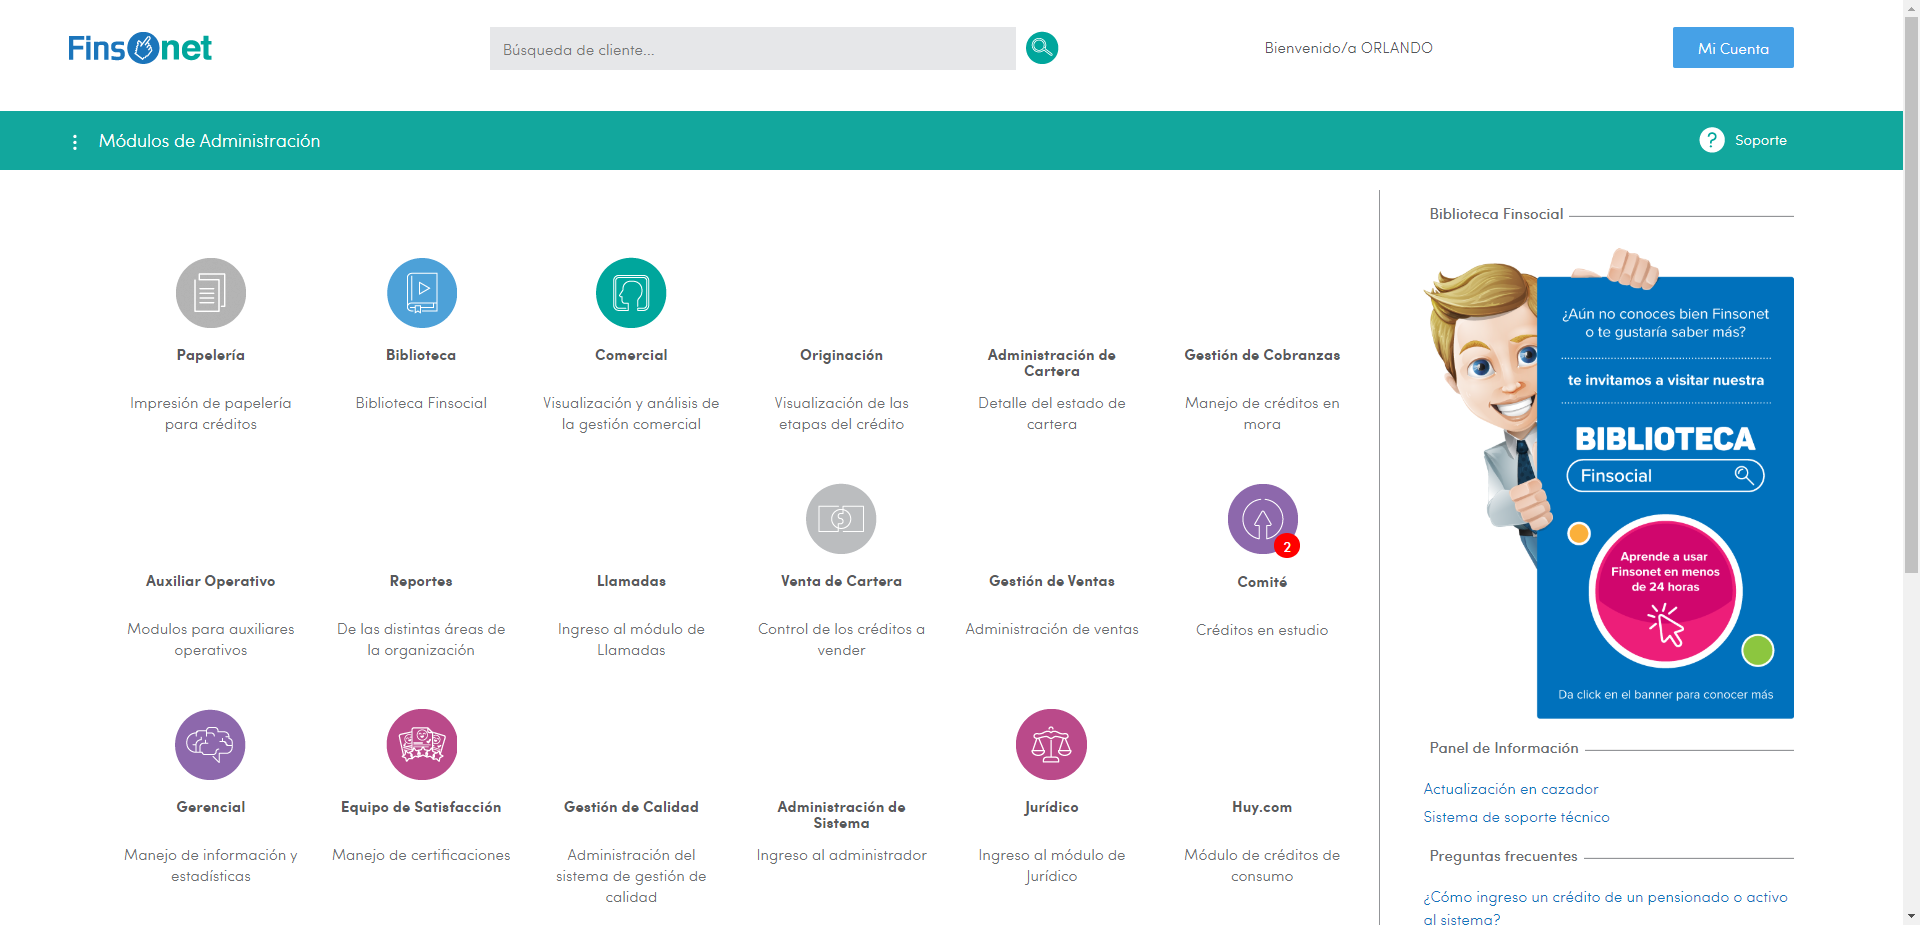 Finsonet
Búsqueda de cliente...
Bienvenido/a ORLANDO
Mi Cuenta
Módulos de Administración
? Soporte
Papelería
Impresión de papelería
para créditos
Biblioteca
Biblioteca Finsocial
Comercial
Visualización y análisis de
la gestión comercial
Originación
Visualización de las
etapas del crédito
Administración de
Cartera
Detalle del estado de
cartera
Gestión de Cobranzas
Manejo de créditos en
mora
Auxiliar Operativo
Modulos para auxiliares
operativos
Reportes
De las distintas áreas de
la organización
Llamadas
Ingreso al módulo de
Llamadas
$
Venta de Cartera
Control de los créditos a
vender
Gestión de Ventas
Administración de ventas
2
Comité
Créditos en estudio
Gerencial
Manejo de información y
estadísticas
Equipo de Satisfacción
Manejo de certificaciones
Gestión de Calidad
Administración del
sistema de gestión de
calidad
Administración de
Sistema
Ingreso al administrador
Jurídico
Ingreso al módulo de
Jurídico
Huy.com
Módulo de créditos de
consumo
Biblioteca Finsocial
¿Aún no conoces bien Finsonet
o te gustaría saber más?
te invitamos a visitar nuestra
BIBLIOTECA
Finsocial
Aprende a usar
Finsonet en menos
de 24 horas
Da click en el banner para conocer más
Panel de Información
Actualización en cazador
Sistema de soporte técnico
Preguntas frecuentes
¿Cómo ingreso un crédito de un pensionado o activo
al sistema?